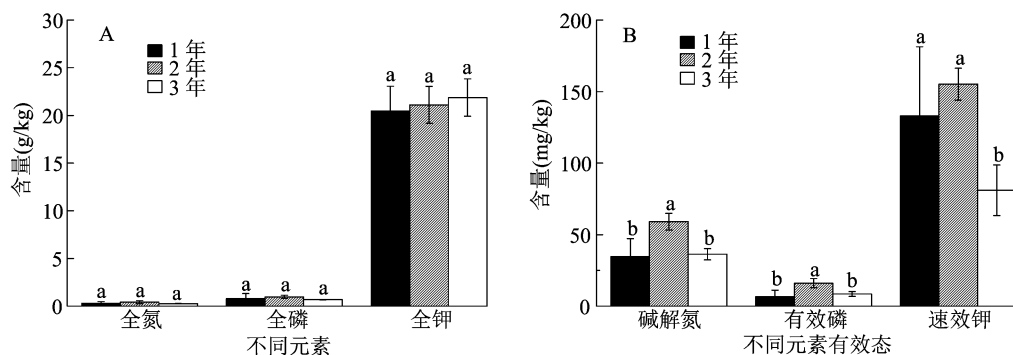 A
1 年
2 年
3 年
含量(g/kg)
30
25
20
15
10
5
0
a a a
a a a
a a a
全氮 全磷 全钾
不同元素
B
1 年
2 年
3 年
含量(mg/kg)
200
150
100
50
0
b a b
b a b
a a b
碱解氮 有效磷 速效钾
不同元素有效态